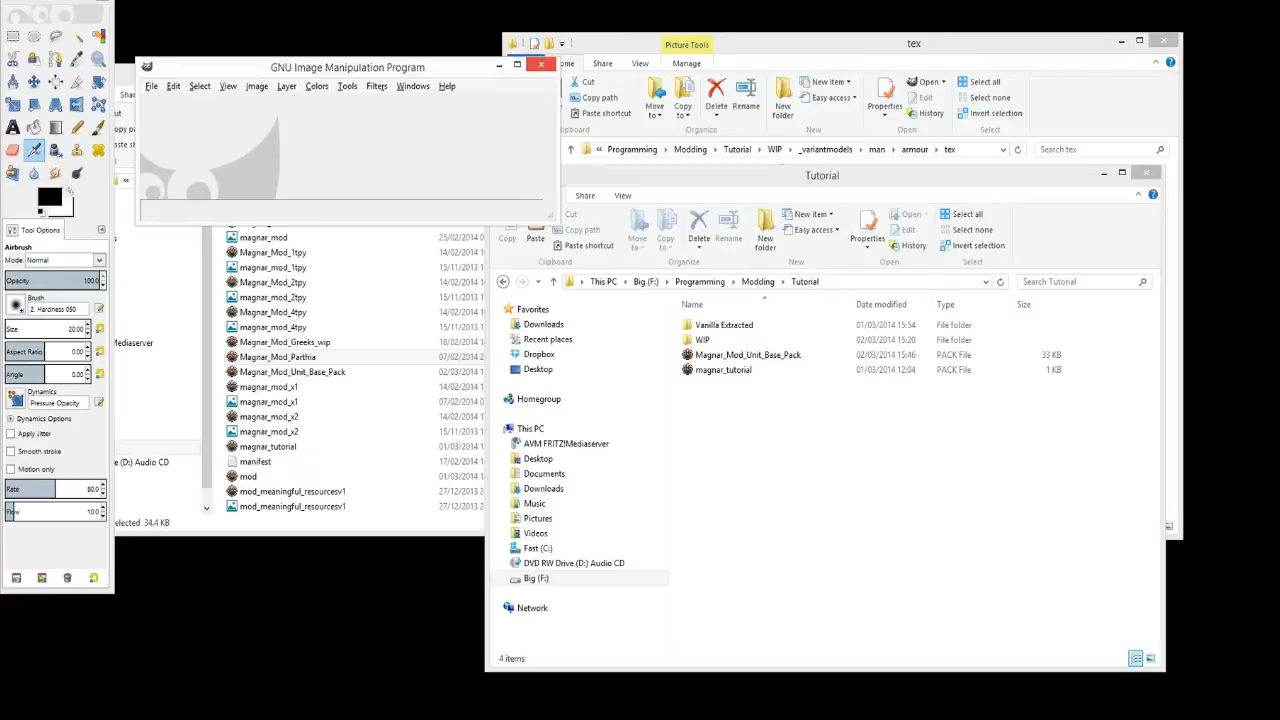 GNU Image Manipulation Program
File Edit Select View Image Layer Colors Tools Filters Windows Help
Tool Options
Airbrush
Mode: Normal
Opacity 100.0
Brush
2. Hardness 050
Size 20.00
Aspect Ratio 0.00
Angle 0.00
Dynamics
Pressure Opacity
Dynamics Options
Apply Jitter
Smooth stroke
Motion only
Rate 80.0
Flow 10.0
magnar_mod 25/02/2014 1
Magnar_Mod_1tpy 14/02/2014
magnar_mod_1tpy 15/11/2013
Magnar_Mod_2tpy 14/02/2014
magnar_mod_2tpy 15/11/2013
Magnar_Mod_4tpy 14/02/2014
magnar_mod_4tpy 15/11/2013
Magnar_Mod_Greeks_wip 18/02/2014
Magnar_Mod_Parthia 07/02/2014
Magnar_Mod_Unit_Base_Pack 02/03/2014
magnar_mod_x1 14/02/2014
magnar_mod_x1 07/02/2014
magnar_mod_x2 14/02/2014
magnar_mod_x2 15/11/2013
magnar_tutorial 01/03/2014
manifest 17/02/2014
mod 01/03/2014
mod_meaningful_resourcesv1 27/12/2013
mod_meaningful_resourcesv1 27/12/2013
Mediaserver
e (D:) Audio CD
elected 34.4 KB
Picture Tools
tex
ome Share View Manage
Cut
Copy path
Paste shortcut
Move to
Copy to
Delete
Rename
New folder
New item
Easy access
Properties
Open
Edit
History
Select all
Select none
Invert selection
pboard Organize New Open Select
« Programming Modding Tutorial WIP _variantmodels man armour tex
Search tex
Tutorial
Share View
Cut
Copy path
Paste shortcut
Copy
Paste
Move to
Copy to
Delete
Rename
New folder
New item
Easy access
Properties
Open
Edit
History
Select all
Select none
Invert selection
Clipboard Organize New Open Select
This PC Big (F:) Programming Modding Tutorial
Search Tutorial
Favorites
Downloads
Recent places
Dropbox
Desktop
Homegroup
This PC
AVM FRITZ!Mediaserver
Desktop
Documents
Downloads
Music
Pictures
Videos
Fast (C:)
DVD RW Drive (D:) Audio CD
Big (F:)
Network
Name Date modified Type Size
Vanilla Extracted 01/03/2014 15:54 File folder
WIP 02/03/2014 15:20 File folder
Magnar_Mod_Unit_Base_Pack 02/03/2014 15:46 PACK File 33 KB
magnar_tutorial 01/03/2014 12:04 PACK File 1 KB
4 items